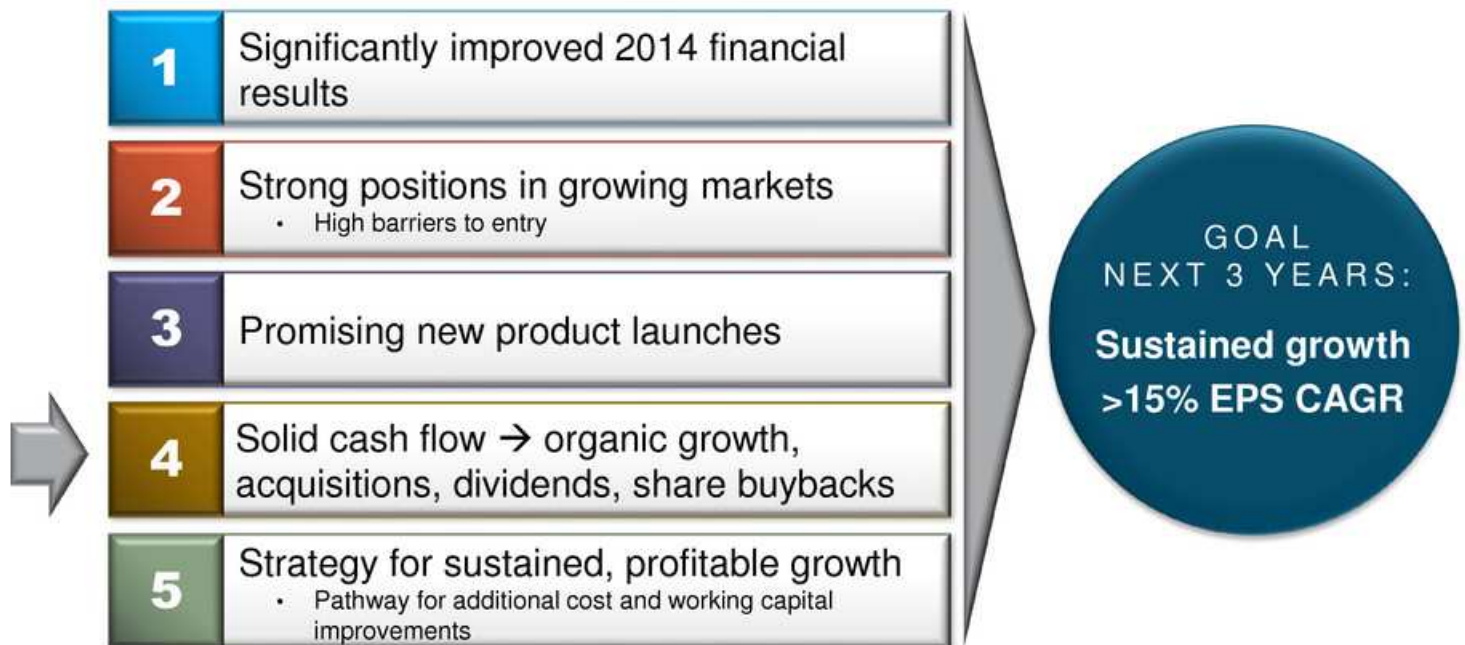 1
Significantly improved 2014 financial
results
2
Strong positions in growing markets
• High barriers to entry
3
Promising new product launches
4
Solid cash flow → organic growth,
acquisitions, dividends, share buybacks
5
Strategy for sustained, profitable growth
• Pathway for additional cost and working capital
improvements
GOAL
NEXT 3 YEARS:
Sustained growth
>15% EPS CAGR